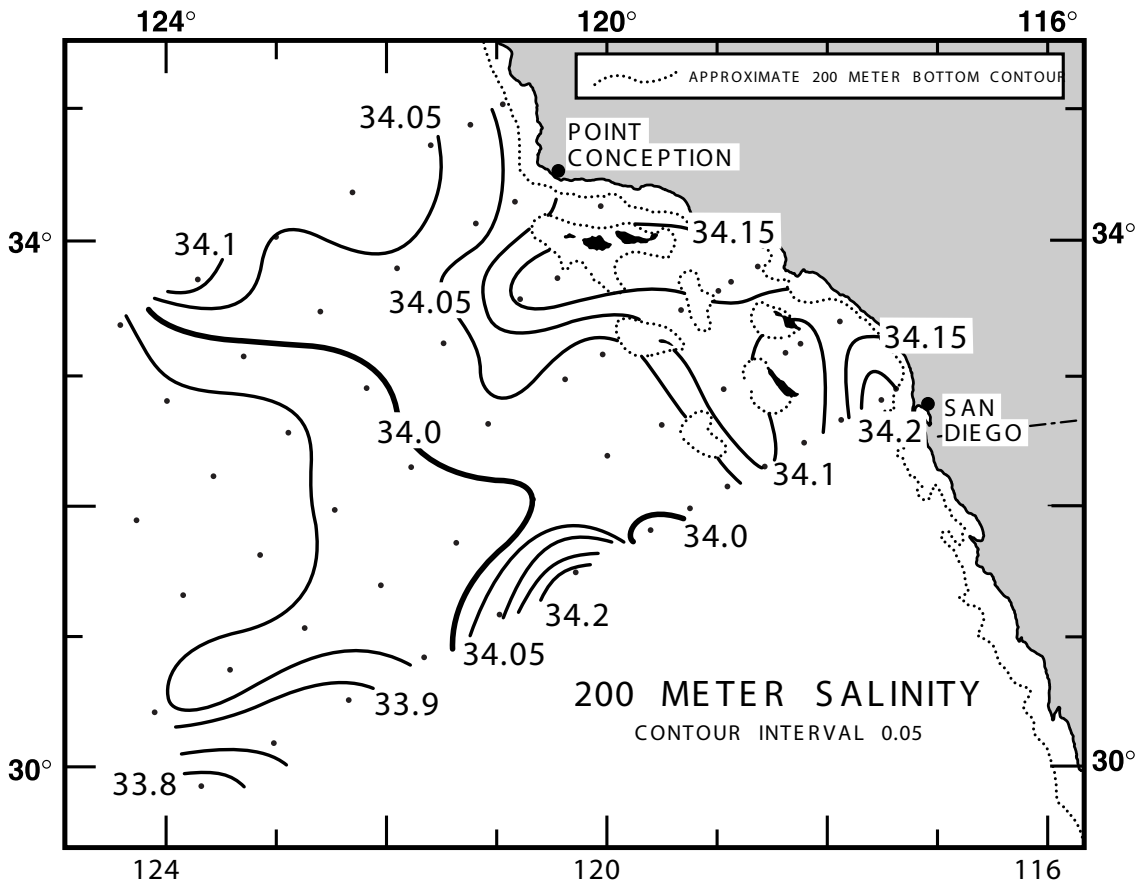 124° 120° 116°
APPROXIMATE 200 METER BOTTOM CONTOUR
34.05
POINT
CONCEPTION
34° 34.1 34.15 34°
34.05
34.15
34.0 SAN
34.2 DIEGO
34.1
34.0
34.2
34.05
200 METER SALINITY
33.9
CONTOUR INTERVAL 0.05
30° 30°
33.8
124 120 116